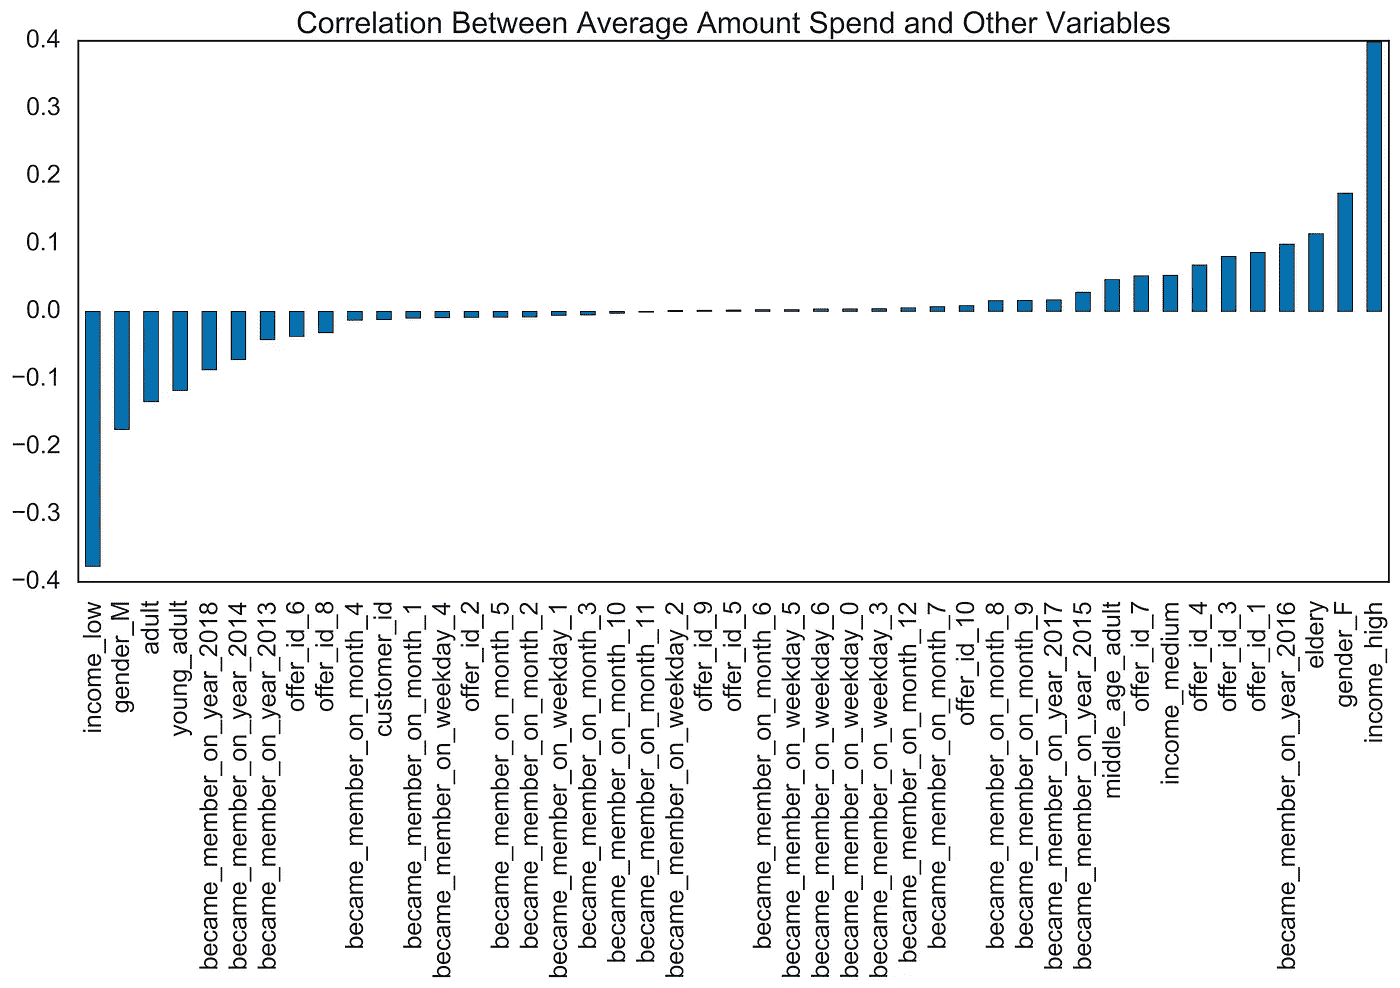 Correlation Between Average Amount Spend and Other Variables
0.4
0.3
0.2
0.1
0.0
−0.1
−0.2
−0.3
−0.4
income_low
gender_M
adult
young_adult
became_member_on_year_2018
became_member_on_year_2014
became_member_on_year_2013
offer_id_6
offer_id_8
became_member_on_month_4
customer_id
became_member_on_month_1
became_member_on_weekday_4
offer_id_2
became_member_on_month_5
became_member_on_month_2
became_member_on_weekday_1
became_member_on_month_3
became_member_on_month_10
became_member_on_month_11
became_member_on_weekday_2
offer_id_9
offer_id_5
became_member_on_month_6
became_member_on_weekday_5
became_member_on_weekday_6
became_member_on_weekday_0
became_member_on_weekday_3
became_member_on_month_12
became_member_on_month_7
offer_id_10
became_member_on_month_8
became_member_on_month_9
became_member_on_year_2017
became_member_on_year_2015
middle_age_adult
offer_id_7
income_medium
offer_id_4
offer_id_3
offer_id_1
became_member_on_year_2016
eldery
gender_F
income_high